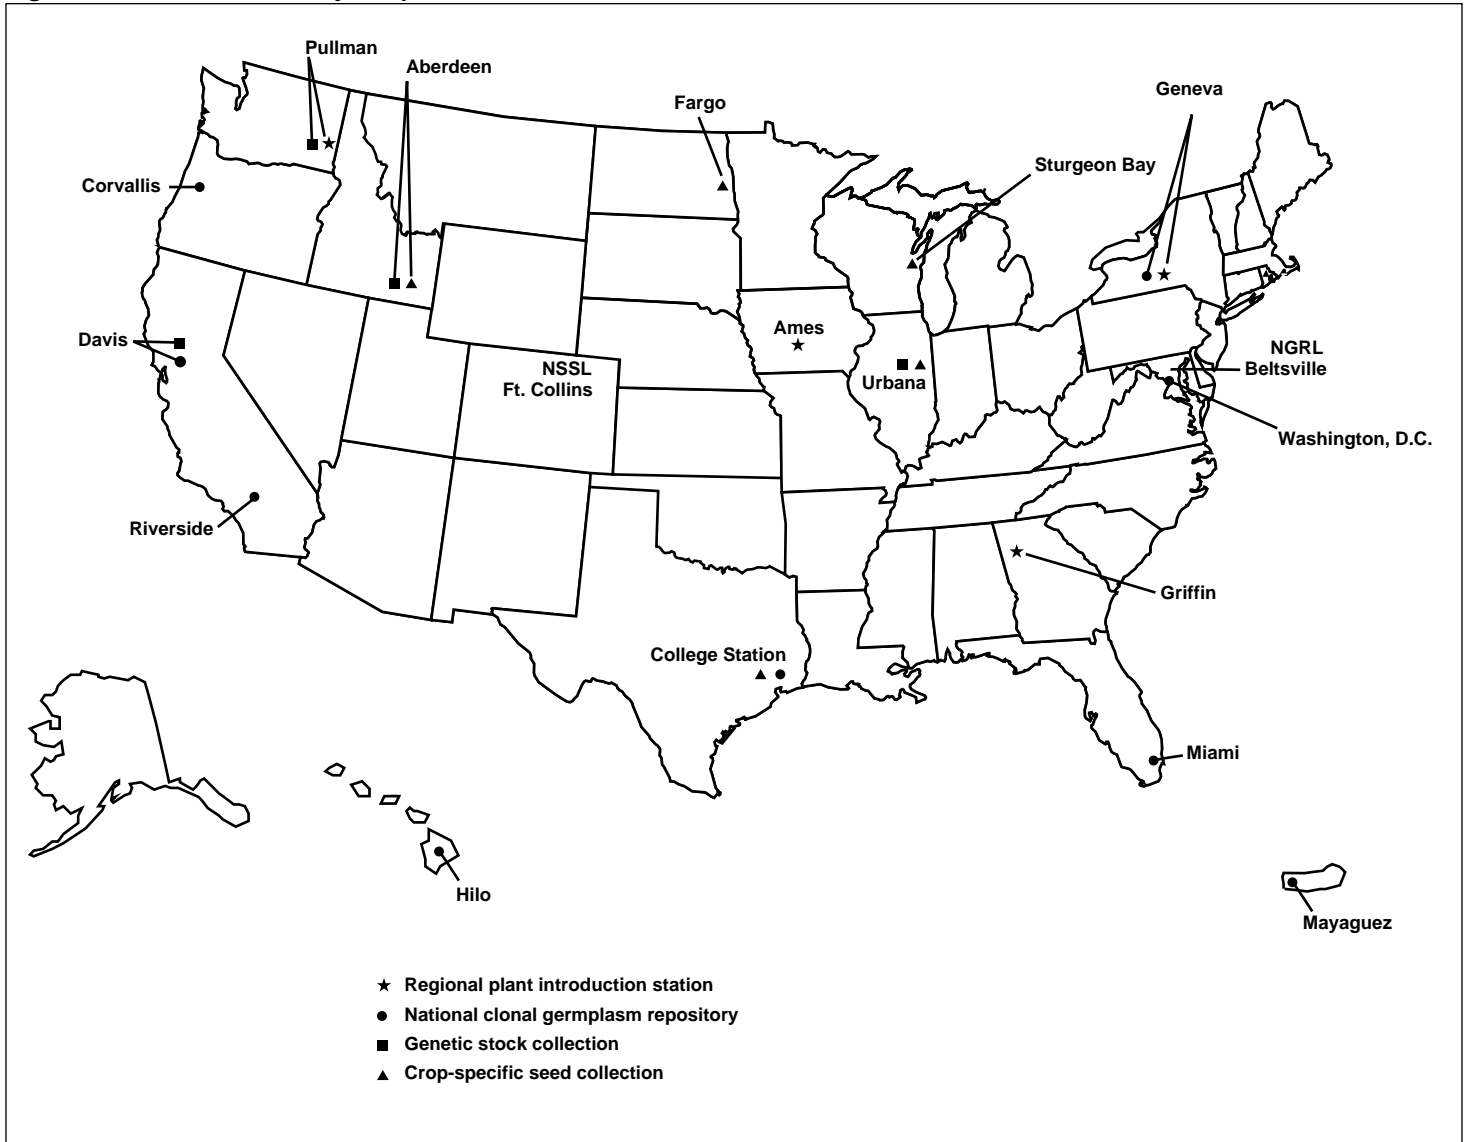 Pullman
Aberdeen
Fargo
Geneva
Sturgeon Bay
Corvallis
Davis
Ames
NSSL
Ft. Collins
Urbana
NGRL
Beltsville
Washington, D.C.
Riverside
Griffin
College Station
Miami
Hilo
Mayaguez
Regional plant introduction station
National clonal germplasm repository
Genetic stock collection
Crop-specific seed collection